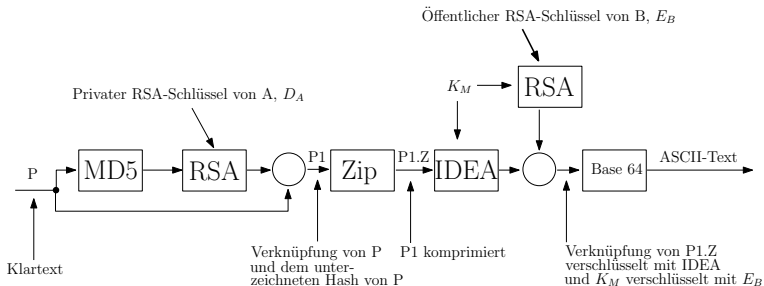 Öffentlicher RSA-Schlüssel von B, E_B
Privater RSA-Schlüssel von A, D_A
K_M
RSA
P
MD5
RSA
P1
Zip
P1.Z
IDEA
Base 64
ASCII-Text
Klartext
Verknüpfung von P
und dem unter-
zeichneten Hash von P
P1 komprimiert
Verknüpfung von P1.Z
verschlüsselt mit IDEA
und K_M verschlüsselt mit E_B